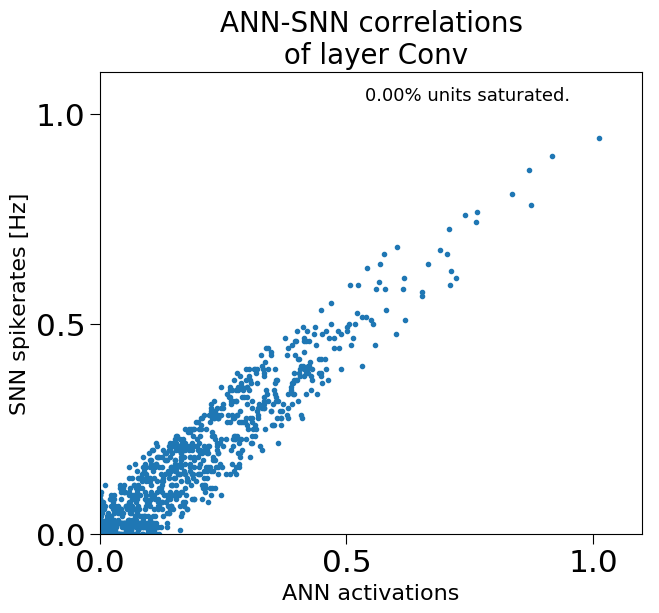 ANN-SNN correlations
of layer Conv
0.00% units saturated.
1.0
0.5
0.0
SNN spikerates [Hz]
0.0 0.5 1.0
ANN activations